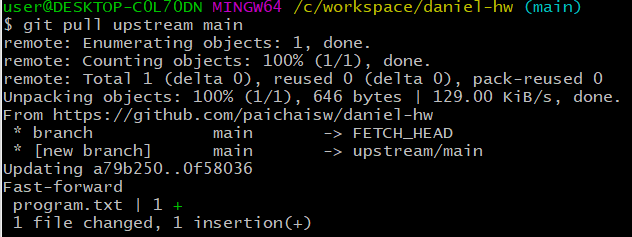 user@DESKTOP-C0L7ODN MINGW64 /c/workspace/daniel-hw (main)
$ git pull upstream main
remote: Enumerating objects: 1, done.
remote: Counting objects: 100% (1/1), done.
remote: Total 1 (delta 0), reused 0 (delta 0), pack-reused 0
Unpacking objects: 100% (1/1), 646 bytes | 129.00 KiB/s, done.
From https://github.com/paichaisw/daniel-hw
 * branch            main       -> FETCH_HEAD
 * [new branch]      main       -> upstream/main
Updating a79b250..0f58036
Fast-forward
 program.txt | 1 +
 1 file changed, 1 insertion(+)